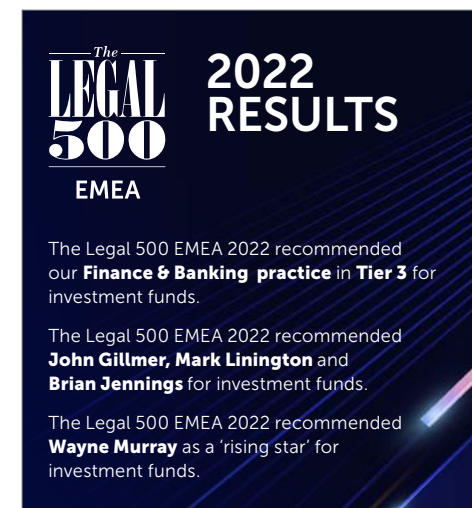 The
LEGAL
500
EMEA
2022
RESULTS
The Legal 500 EMEA 2022 recommended
our Finance & Banking practice in Tier 3 for
investment funds.
The Legal 500 EMEA 2022 recommended
John Gillmer, Mark Linington and
Brian Jennings for investment funds.
The Legal 500 EMEA 2022 recommended
Wayne Murray as a ‘rising star’ for
investment funds.